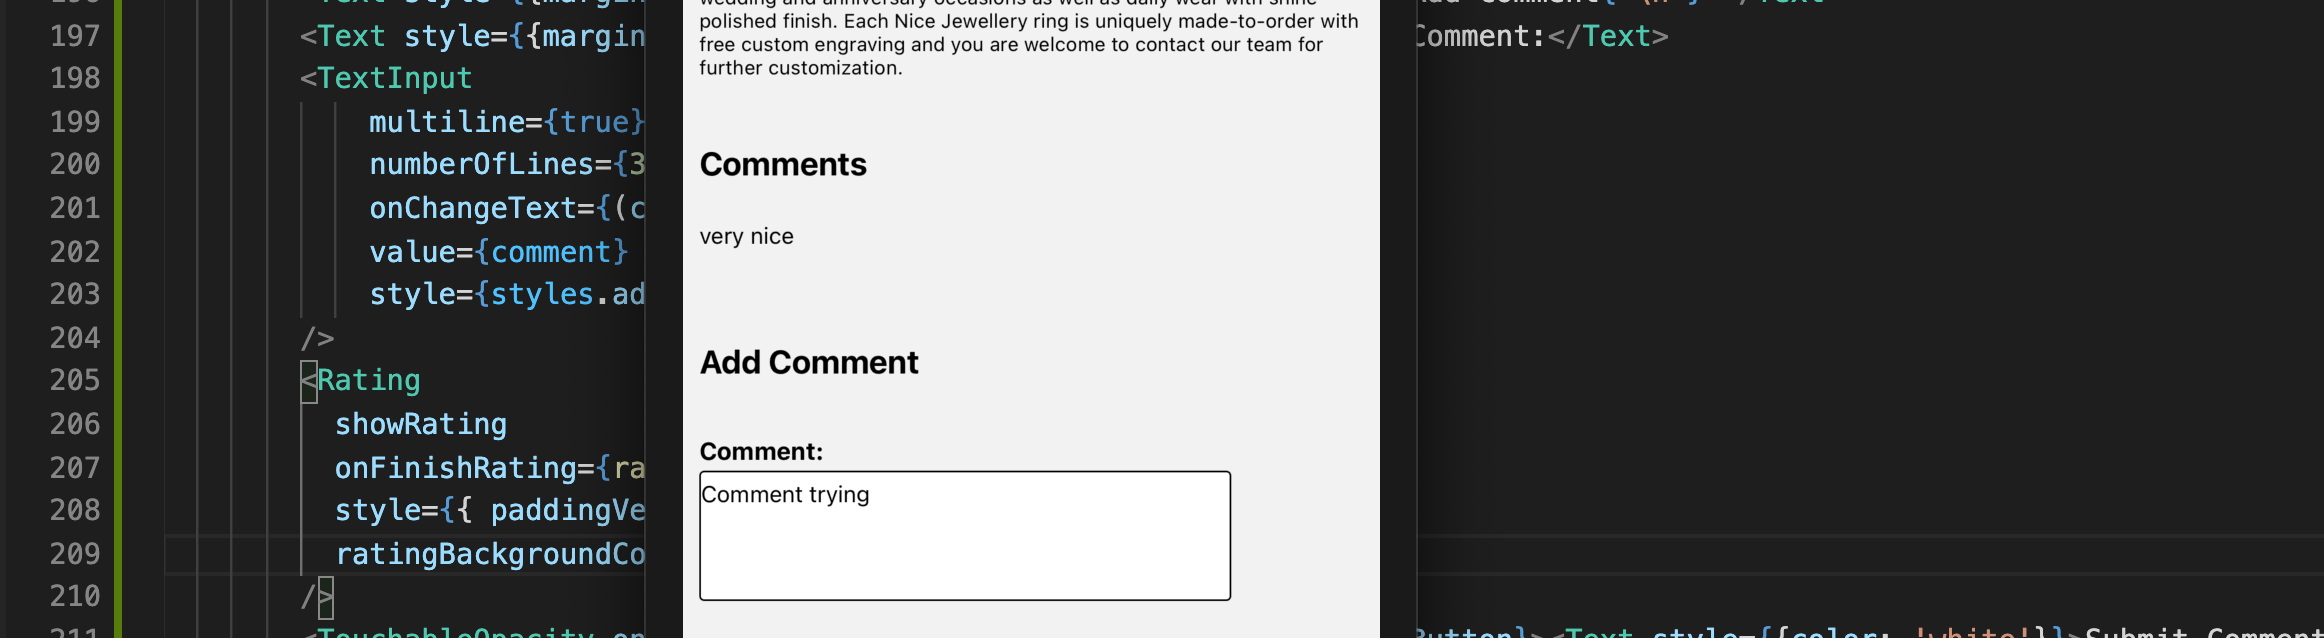 197 <Text style={{margin
198 <TextInput
199 multiline={true}
200 numberOfLines={3
201 onChangeText={(c
202 value={comment}
203 style={styles.ad
204 />
205 <Rating
206 showRating
207 onFinishRating={ra
208 style={{ paddingVe
209 ratingBackgroundCo
210 />
211 <TouchableOpacity on
polished finish. Each Nice Jewellery ring is uniquely made-to-order with
free custom engraving and you are welcome to contact our team for
further customization.
Comments
very nice
Add Comment
Comment:
Comment trying
Comment:</Text>
Button}><Text style={{color: 'white'}}>Submit Comment